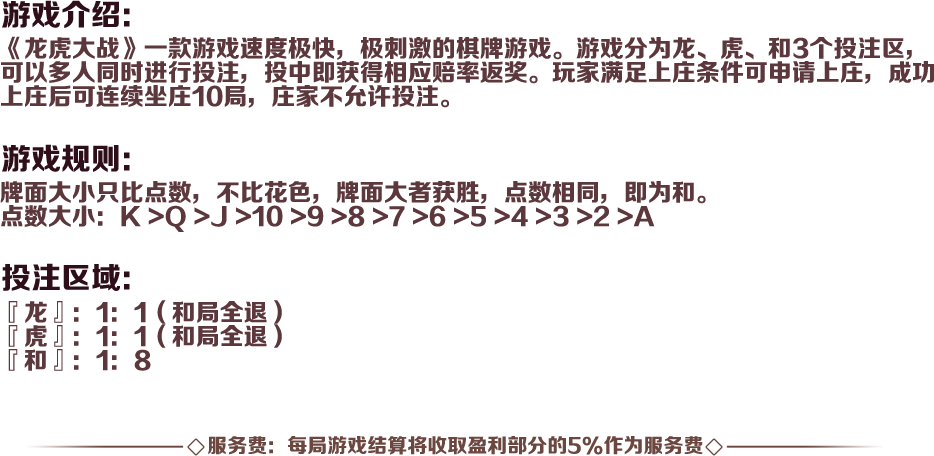 游戏介绍：
《龙虎大战》一款游戏速度极快，极刺激的棋牌游戏。游戏分为龙、虎、和3个投注区，
可以多人同时进行投注，投中即获得相应赔率返奖。玩家满足上庄条件可申请上庄，成功
上庄后可连续坐庄10局，庄家不允许投注。
游戏规则：
牌面大小只比点数，不比花色，牌面大者获胜，点数相同，即为和。
点数大小：K >Q >J >10 >9 >8 >7 >6 >5 >4 >3 >2 >A
投注区域：
『龙』：1：1（和局全退）
『虎』：1：1（和局全退）
『和』：1：8
◇服务费：每局游戏结算将收取盈利部分的5%作为服务费◇